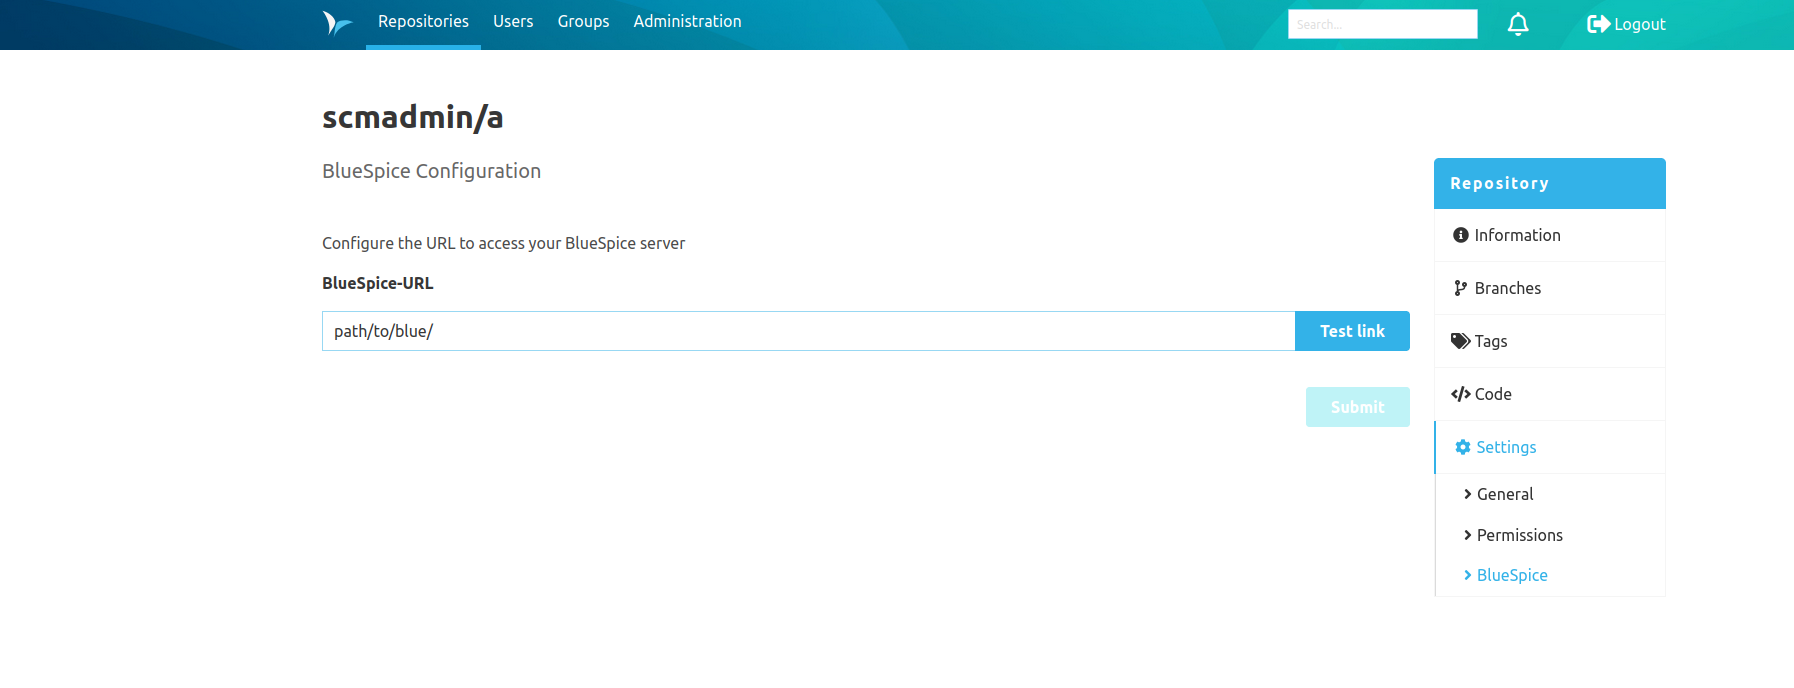 Repositories Users Groups Administration Search... Logout
scmadmin/a
BlueSpice Configuration
Configure the URL to access your BlueSpice server
BlueSpice-URL
path/to/blue/ Test link
Submit
Repository
Information
Branches
Tags
Code
Settings
General
Permissions
BlueSpice